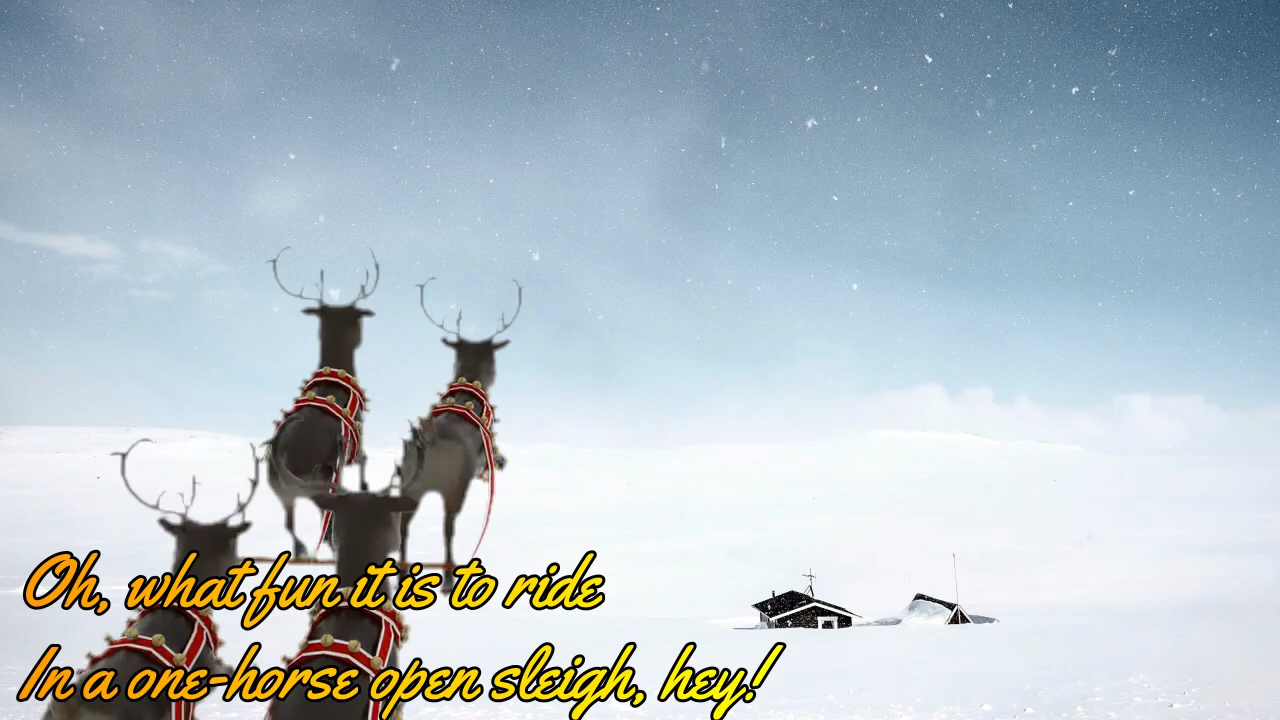 Oh, what fun it is to ride
In a one-horse open sleigh, hey!